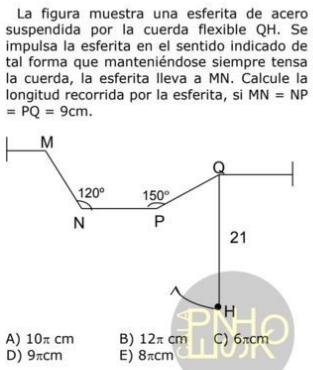 La figura muestra una esferita de acero
suspendida por la cuerda flexible QH. Se
impulsa la esferita en el sentido indicado de
tal forma que manteniéndose siempre tensa
la cuerda, la esferita lleva a MN. Calcule la
longitud recorrida por la esferita, si MN = NP
= PQ = 9cm.
M
Q
120° 150°
N P
21
H
A) 10π cm B) 12π cm C) 6πcm
D) 9πcm E) 8πcm